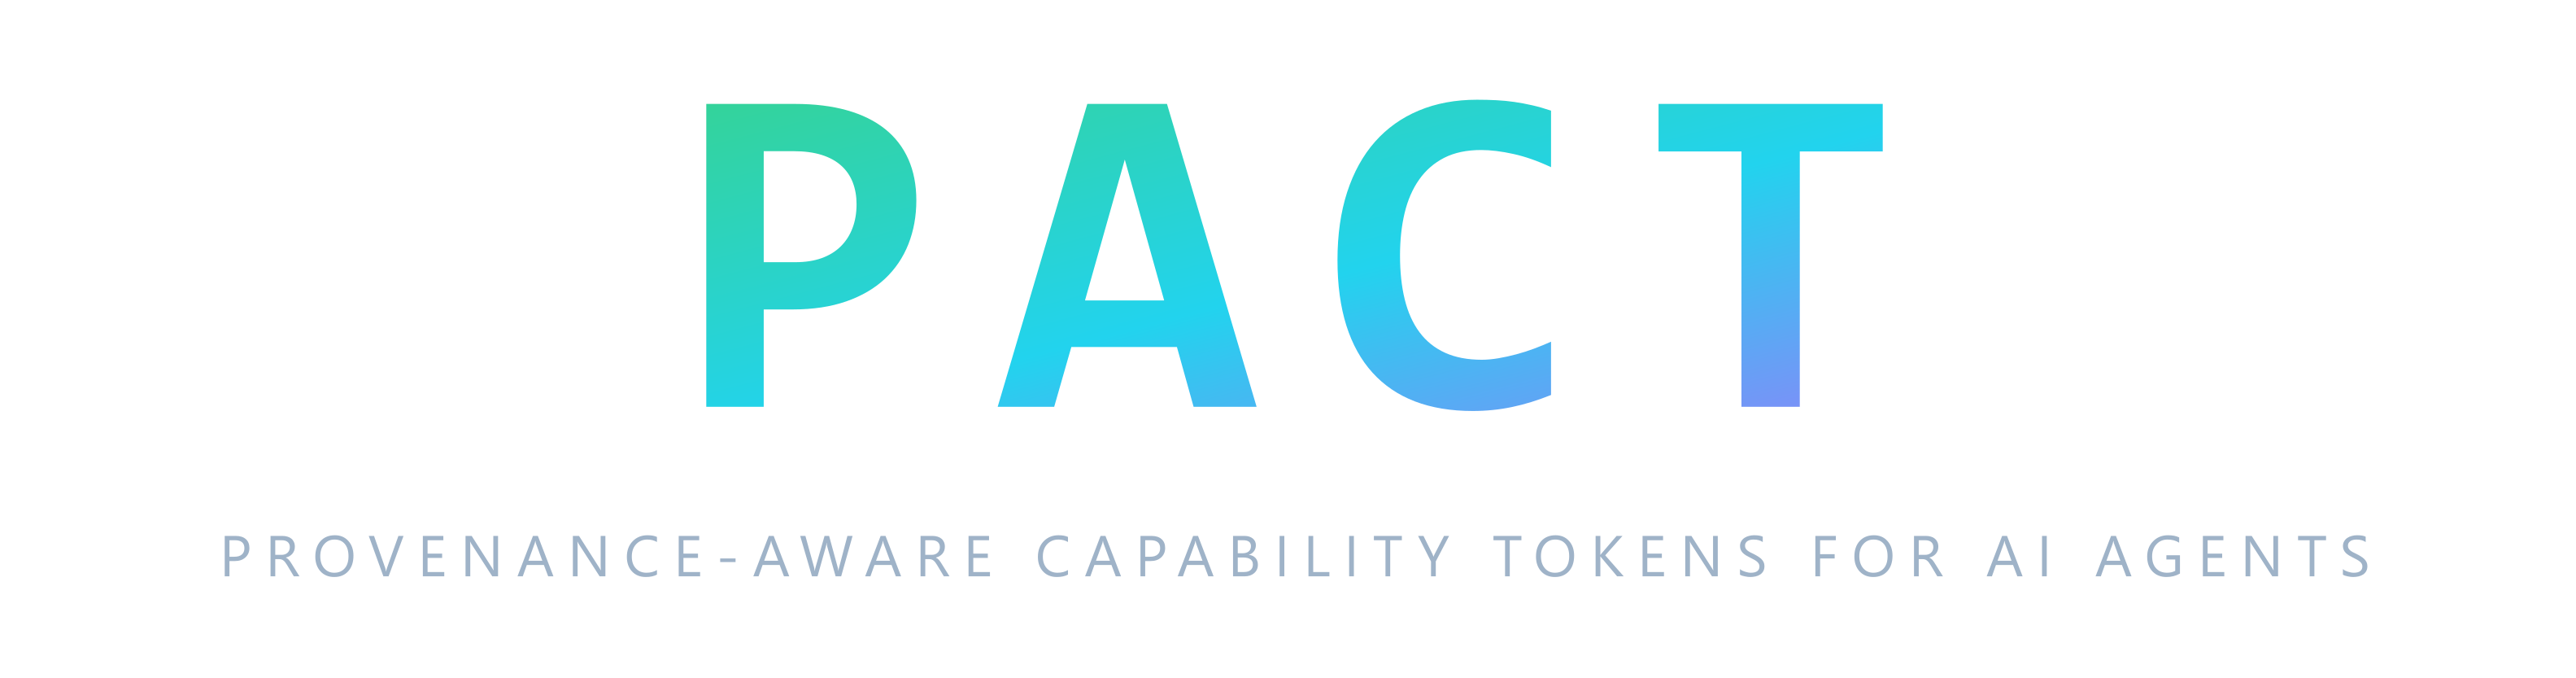 PACT
PROVENANCE-AWARE CAPABILITY TOKENS FOR AI AGENTS